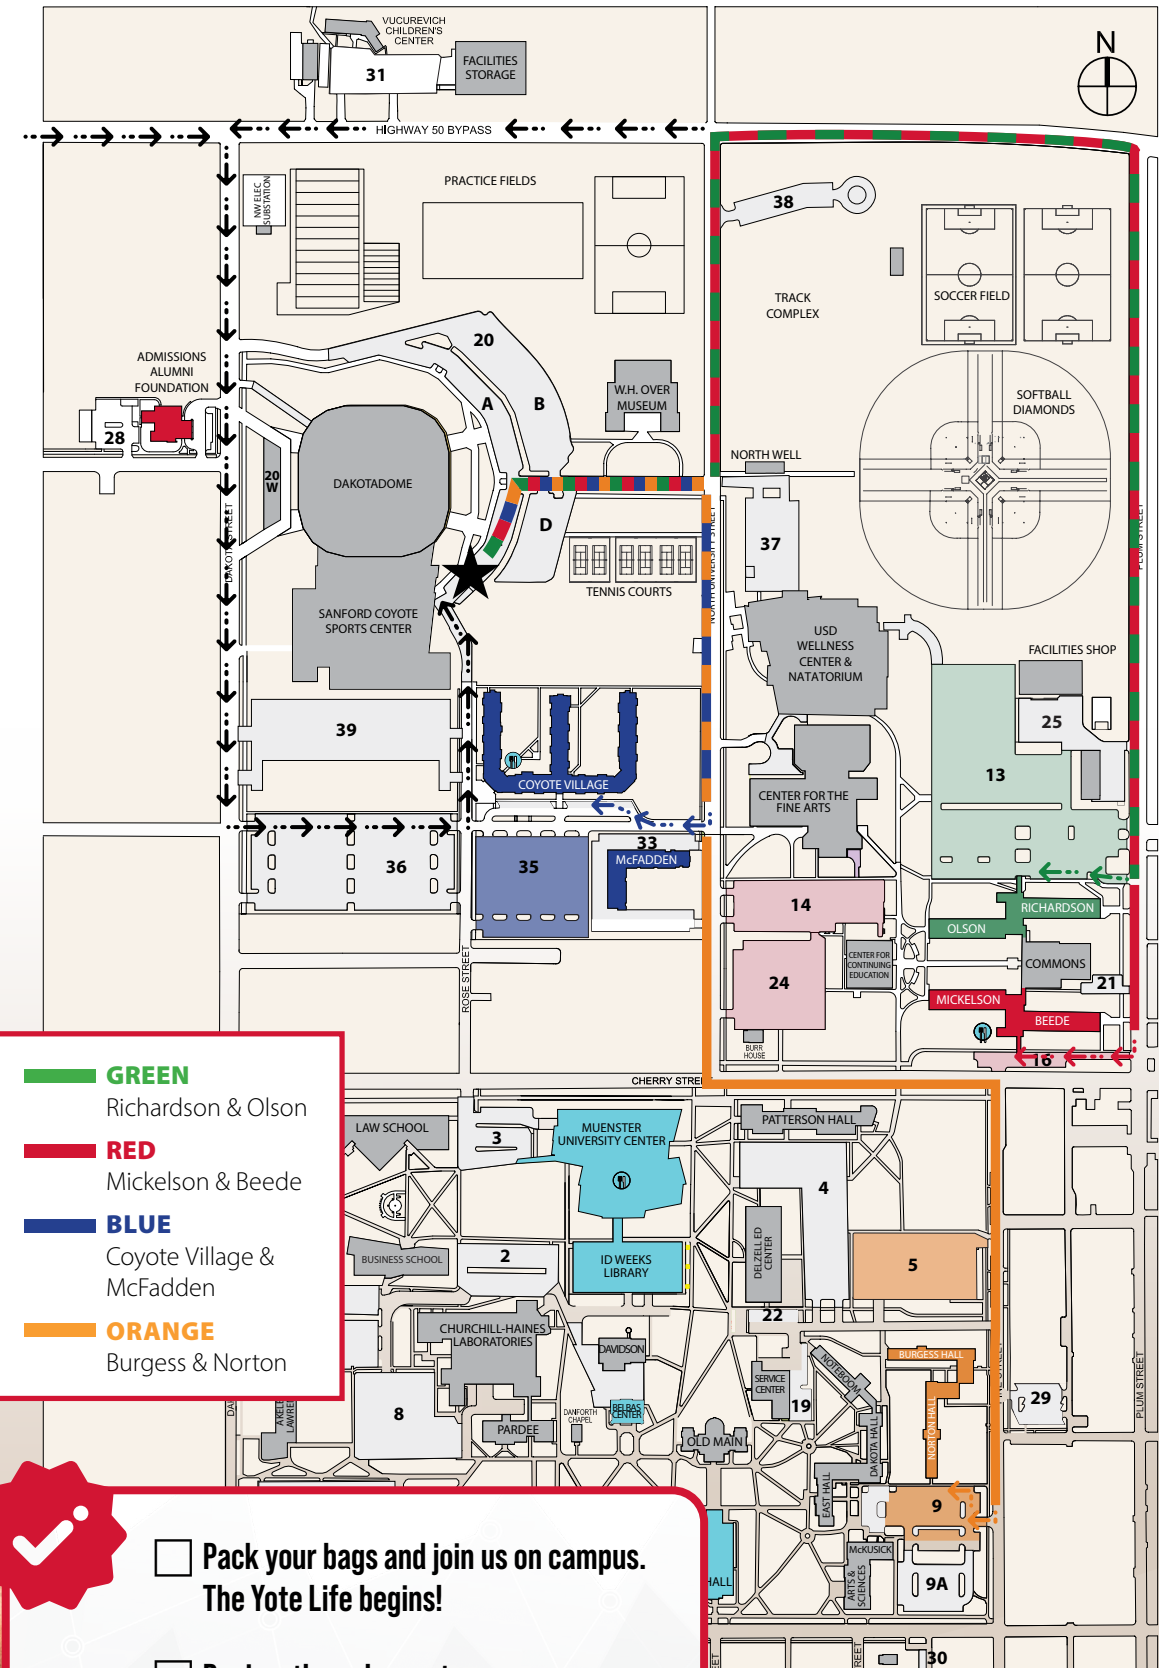 VUCUREVICH
CHILDREN'S
CENTER
31
FACILITIES
STORAGE
N
HIGHWAY 50 BYPASS
NW ELEC
SUBSTATION
PRACTICE FIELDS
38
TRACK
COMPLEX
SOCCER FIELD
20
ADMISSIONS
ALUMNI
FOUNDATION
28
A
B
W.H. OVER
MUSEUM
SOFTBALL
DIAMONDS
NORTH WELL
20
W
DAKOTADOME
D
37
DAKOTA STREET
NORTH UNIVERSITY STREET
PLUM STREET
TENNIS COURTS
SANFORD COYOTE
SPORTS CENTER
USD
WELLNESS
CENTER &
NATATORIUM
FACILITIES SHOP
25
39
13
COYOTE VILLAGE
CENTER FOR THE
FINE ARTS
33
McFADDEN
36
35
14
RICHARDSON
OLSON
COMMONS
CENTER FOR
CONTINUING
EDUCATION
24
21
ROSE STREET
MICKELSON
BEEDE
BURR
HOUSE
16
CHERRY STREET
GREEN
Richardson & Olson
RED
Mickelson & Beede
BLUE
Coyote Village &
McFadden
ORANGE
Burgess & Norton
LAW SCHOOL
3
MUENSTER
UNIVERSITY CENTER
PATTERSON HALL
4
BUSINESS SCHOOL
2
ID WEEKS
LIBRARY
DELZELL ED
CENTER
5
22
CHURCHILL-HAINES
LABORATORIES
DAVIDSON
SERVICE
CENTER
NOTEBOOM
BURGESS HALL
19
29
PLUM STREET
8
DANFORTH
CHAPEL
BELBAS
CENTER
PARDEE
OLD MAIN
DAKOTA HALL
NORTON HALL
EAST HALL
9
McKUSICK
ARTS &
SCIENCES
9A
HALL
30
Pack your bags and join us on campus.
The Yote Life begins!